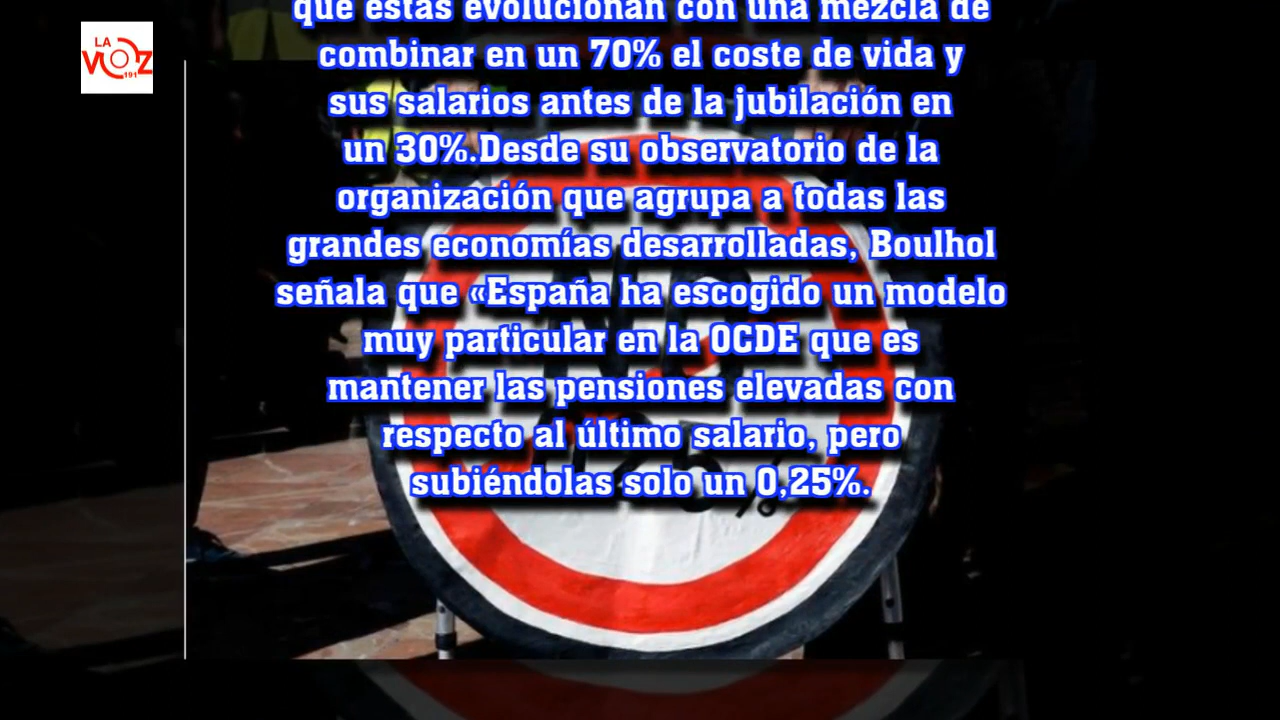 LA
VOZ
191
que estas evolucionan con una mezcla de
combinar en un 70% el coste de vida y
sus salarios antes de la jubilación en
un 30%.Desde su observatorio de la
organización que agrupa a todas las
grandes economías desarrolladas, Boulhol
señala que «España ha escogido un modelo
muy particular en la OCDE que es
mantener las pensiones elevadas con
respecto al último salario, pero
subiéndolas solo un 0,25%.